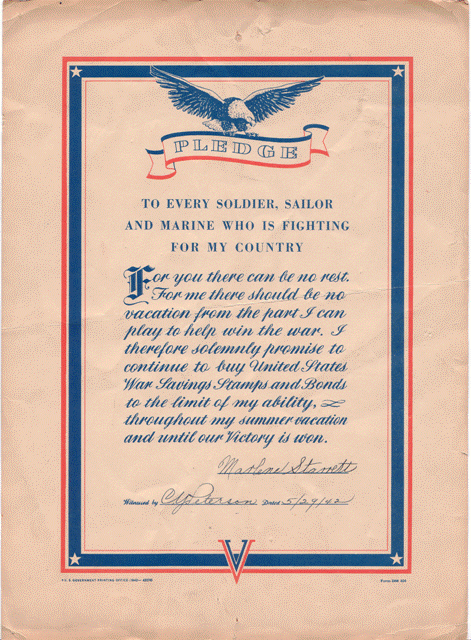 PLEDGE
TO EVERY SOLDIER, SAILOR
AND MARINE WHO IS FIGHTING
FOR MY COUNTRY
For you there can be no rest.
For me there should be no
vacation from the part I can
play to help win the war. I
therefore solemnly promise to
continue to buy United States
War Savings Stamps and Bonds
to the limit of my ability,
throughout my summer vacation
and until our Victory is won.
Marlene Starrett
Witnessed by Peterson Dated 5/29/42
V
U. S. GOVERNMENT PRINTING OFFICE
Form